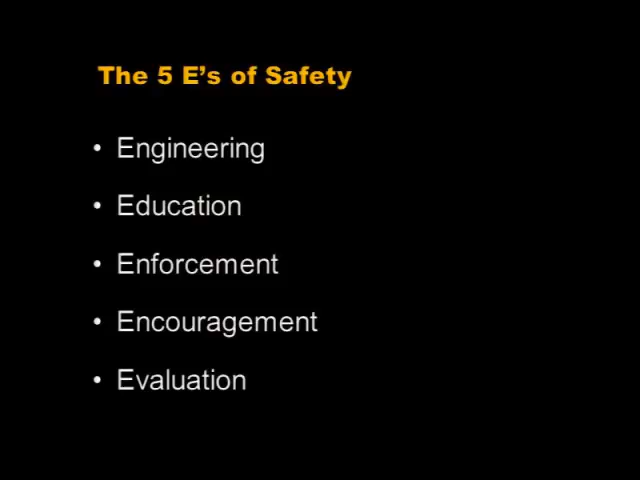 The 5 E’s of Safety
• Engineering
• Education
• Enforcement
• Encouragement
• Evaluation